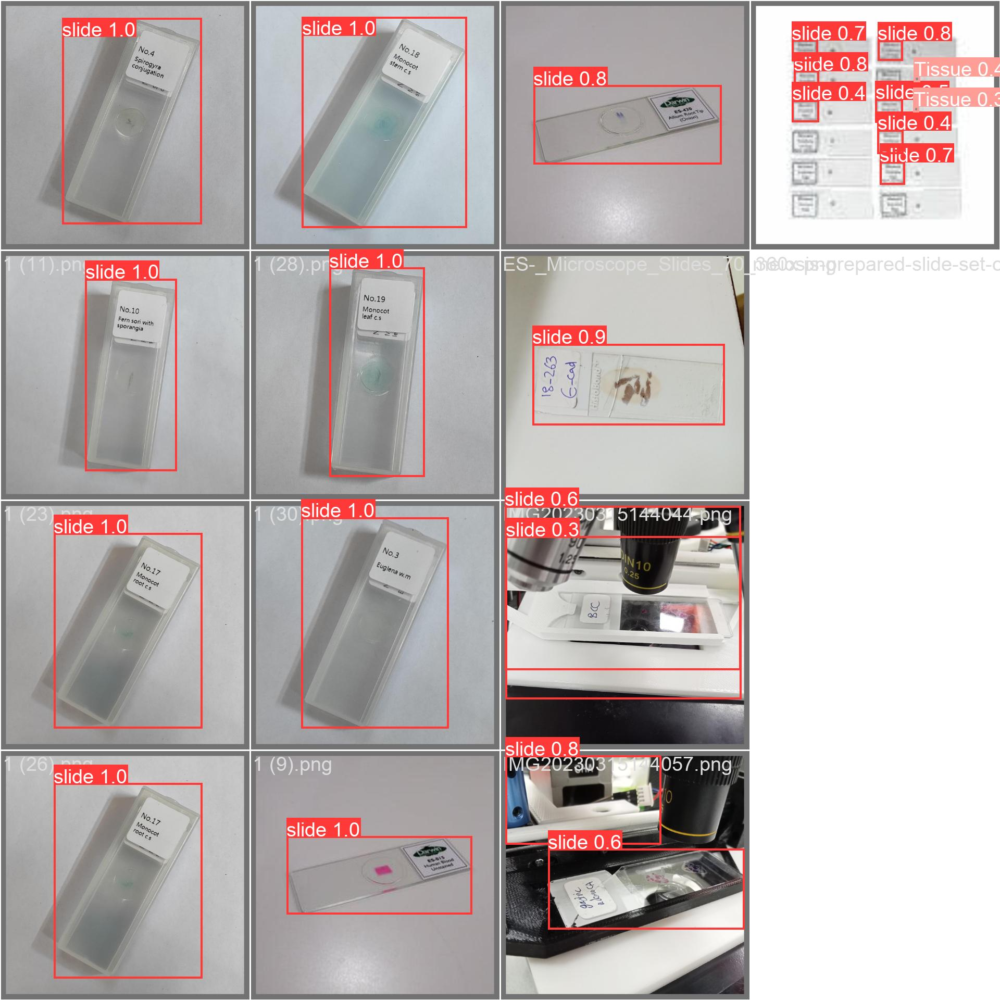 slide 1.0
No.4
Spirogyra
conjugation
slide 1.0
No.18
Monocot
stem c.s
slide 0.8
Darwin
ES-430
Allium Root Tip
(Onion)
slide 0.7
slide 0.8
slide 0.8
Tissue 0.4
slide 0.4
slide
Tissue 0.3
slide 0.4
slide 0.7
1 (11).png
slide 1.0
No.10
Fern sori with
sporangia
1 (28).png
slide 1.0
No.19
Monocot
leaf c.s
ES-_Microscope_Slides_70_
prepared-slide-set-
slide 0.9
18-263
E-cad
HistoBond
1 (23).png
slide 1.0
No.17
Monocot
root c.s
1 (30).png
slide 1.0
No.3
Euglena w.m
slide 0.6
IMG20230315144044.png
slide 0.3
90
1.25
DIN10
0.25
BCC
1 (26).png
slide 1.0
No.17
Monocot
root c.s
1 (9).png
slide 1.0
Darwin
ES-015
Human Blood
Unstained
slide 0.8
IMG20230315144057.png
10
slide 0.6